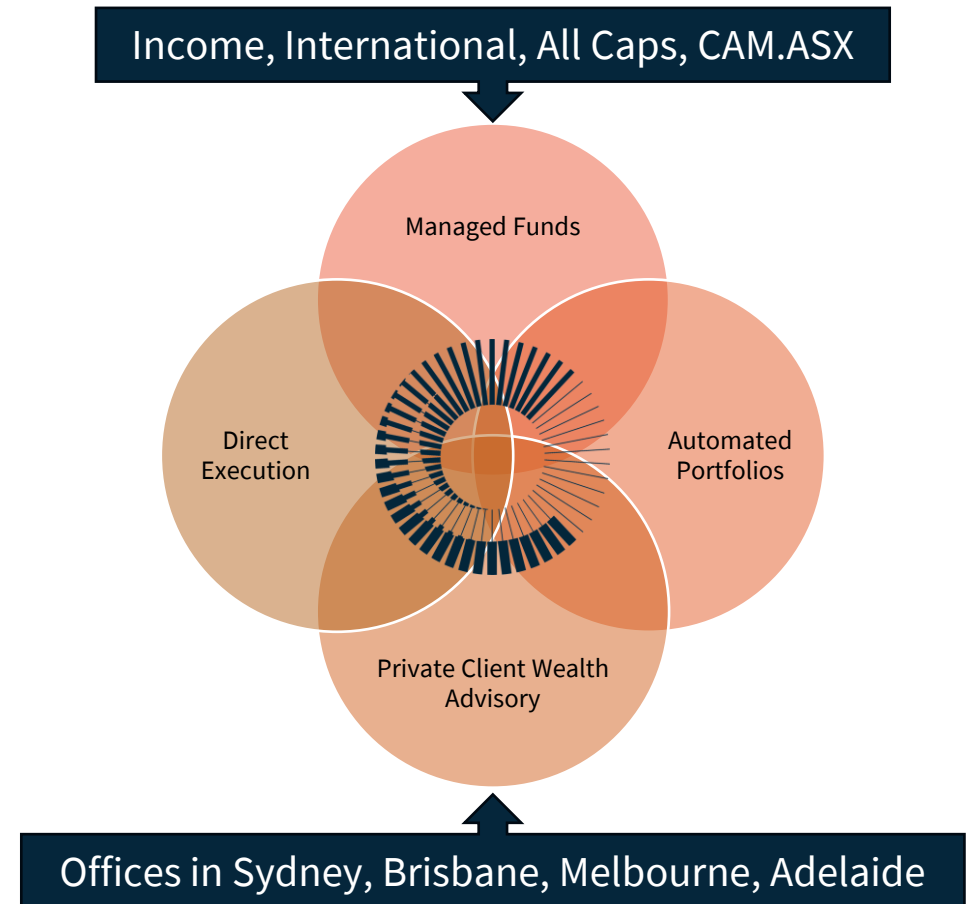 Income, International, All Caps, CAM.ASX
Managed Funds
Direct
Execution
Automated
Portfolios
Private Client Wealth
Advisory
Offices in Sydney, Brisbane, Melbourne, Adelaide